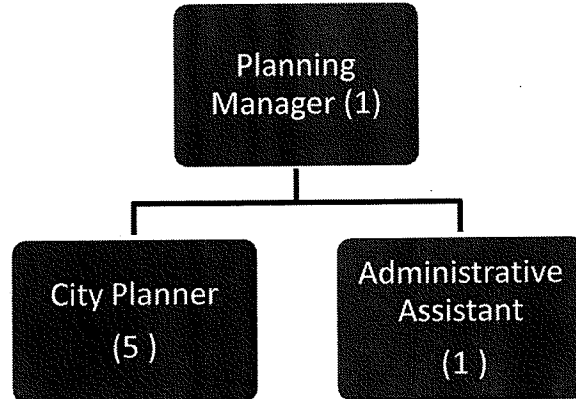 Planning
Manager (1)
City Planner
(5 )
Administrative
Assistant
(1 )